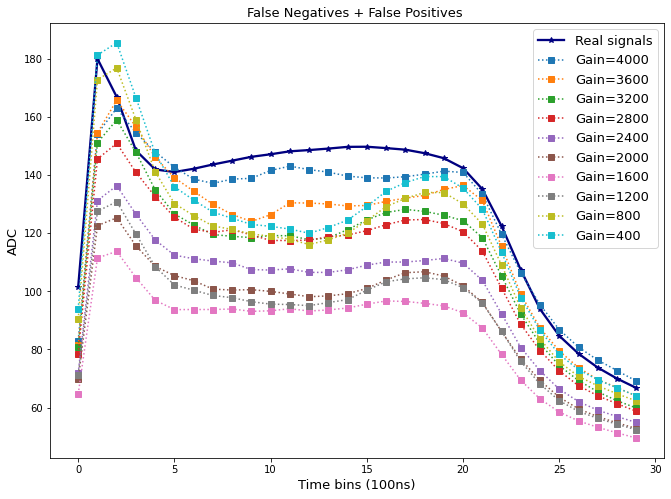 False Negatives + False Positives
ADC
180
160
140
120
100
80
60
0 5 10 15 20 25 30
Time bins (100ns)
Real signals
Gain=4000
Gain=3600
Gain=3200
Gain=2800
Gain=2400
Gain=2000
Gain=1600
Gain=1200
Gain=800
Gain=400